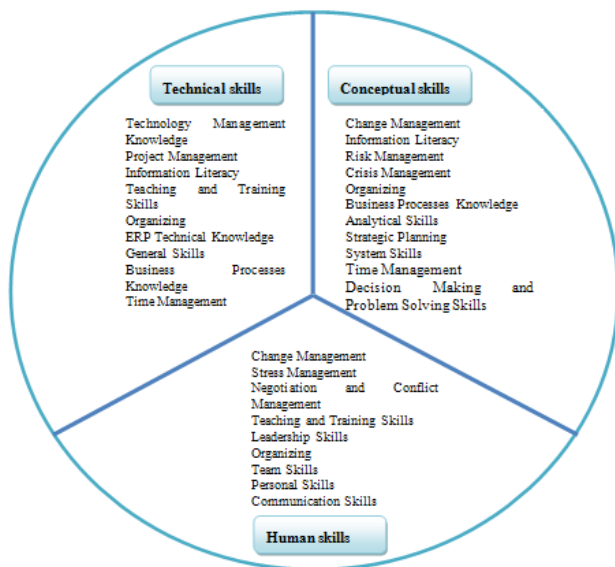 Technical skills
Technology Management
Knowledge
Project Management
Information Literacy
Teaching and Training
Skills
Organizing
ERP Technical Knowledge
General Skills
Business Processes
Knowledge
Time Management
Conceptual skills
Change Management
Information Literacy
Risk Management
Crisis Management
Organizing
Business Processes Knowledge
Analytical Skills
Strategic Planning
System Skills
Time Management
Decision Making and
Problem Solving Skills
Change Management
Stress Management
Negotiation and Conflict
Management
Teaching and Training Skills
Leadership Skills
Organizing
Team Skills
Personal Skills
Communication Skills
Human skills